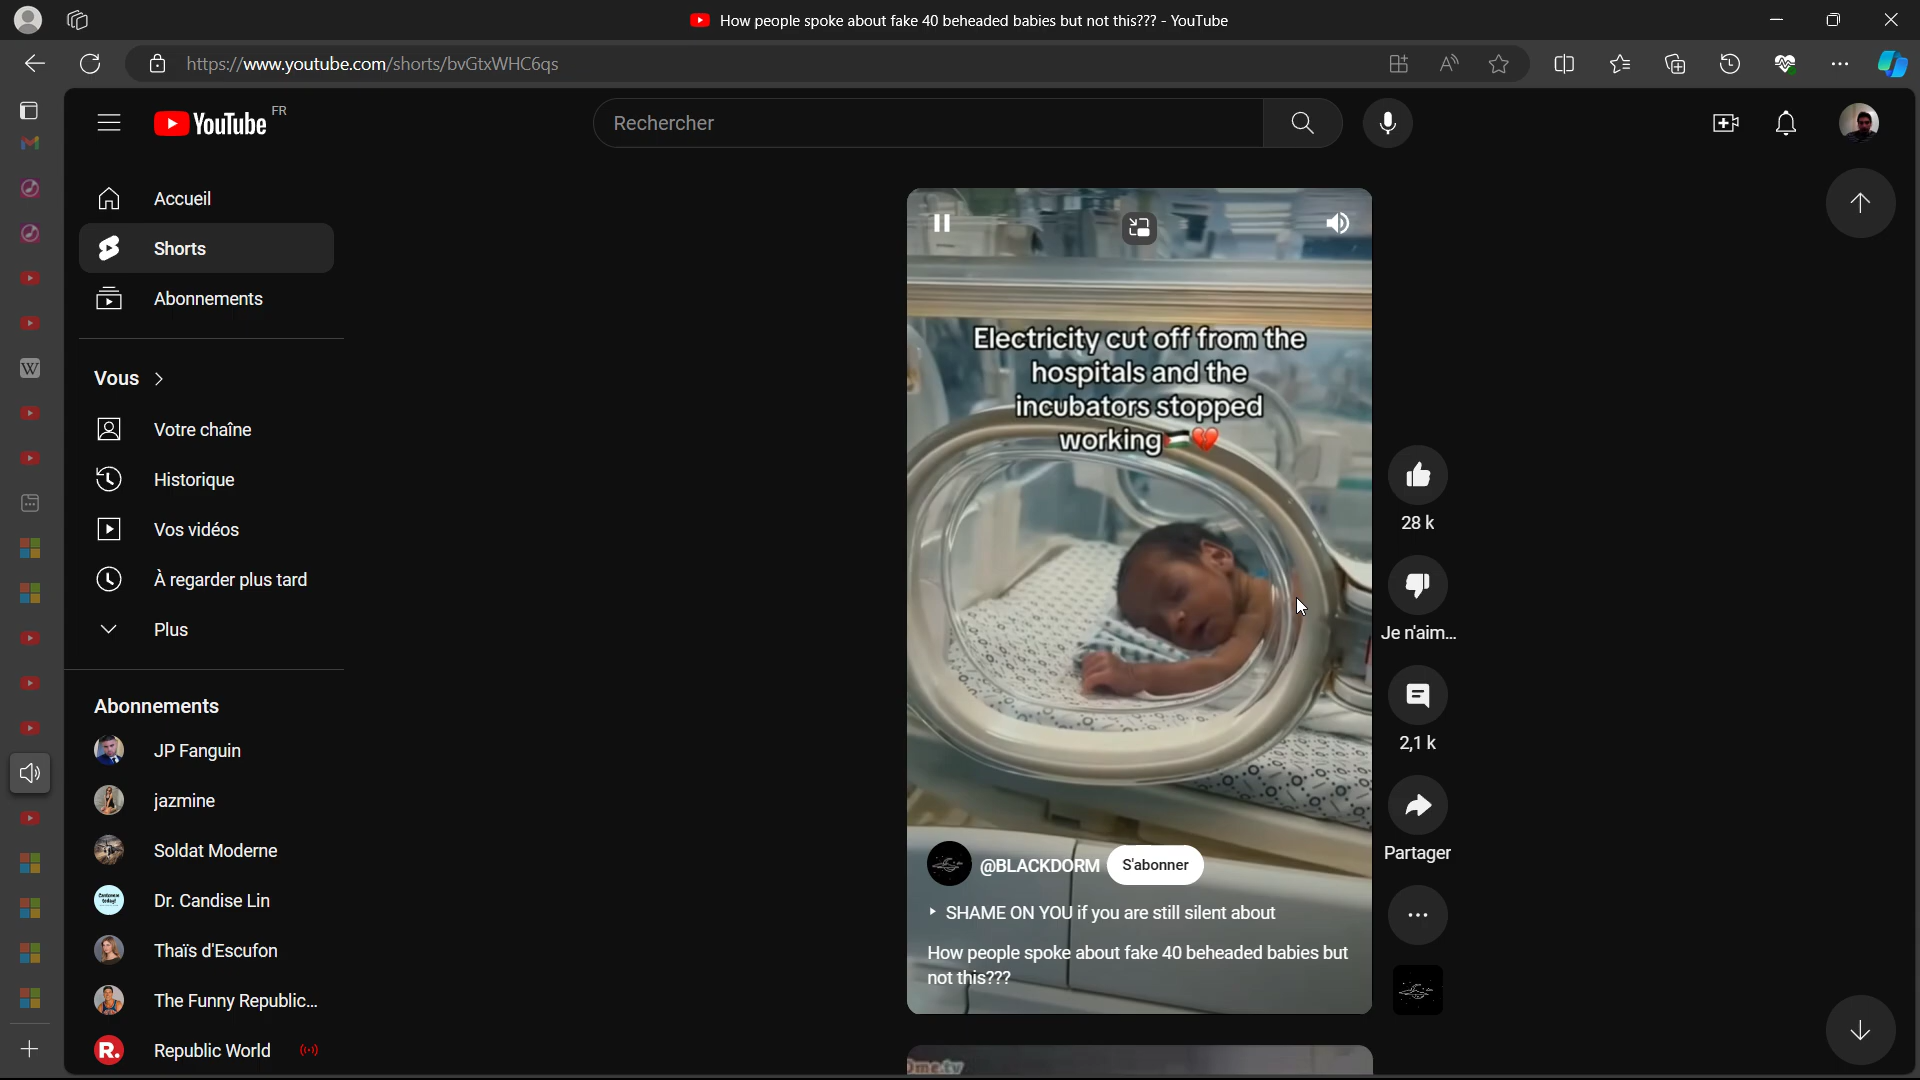 How people spoke about fake 40 beheaded babies but not this??? - YouTube
https://www.youtube.com/shorts/bvGtxWHC6qs
YouTube FR
Rechercher
Accueil
Shorts
Abonnements
Vous
Votre chaîne
Historique
Vos vidéos
À regarder plus tard
Plus
Abonnements
JP Fanguin
jazmine
Soldat Moderne
Dr. Candise Lin
Thaïs d'Escufon
The Funny Republic...
R.
Republic World
W
Electricity cut off from the
hospitals and the
incubators stopped
working🇵🇸💔
@BLACKDORM
S'abonner
‣ SHAME ON YOU if you are still silent about
How people spoke about fake 40 beheaded babies but
not this???
28 k
Je n'aim...
2,1 k
Partager
Ome.tv